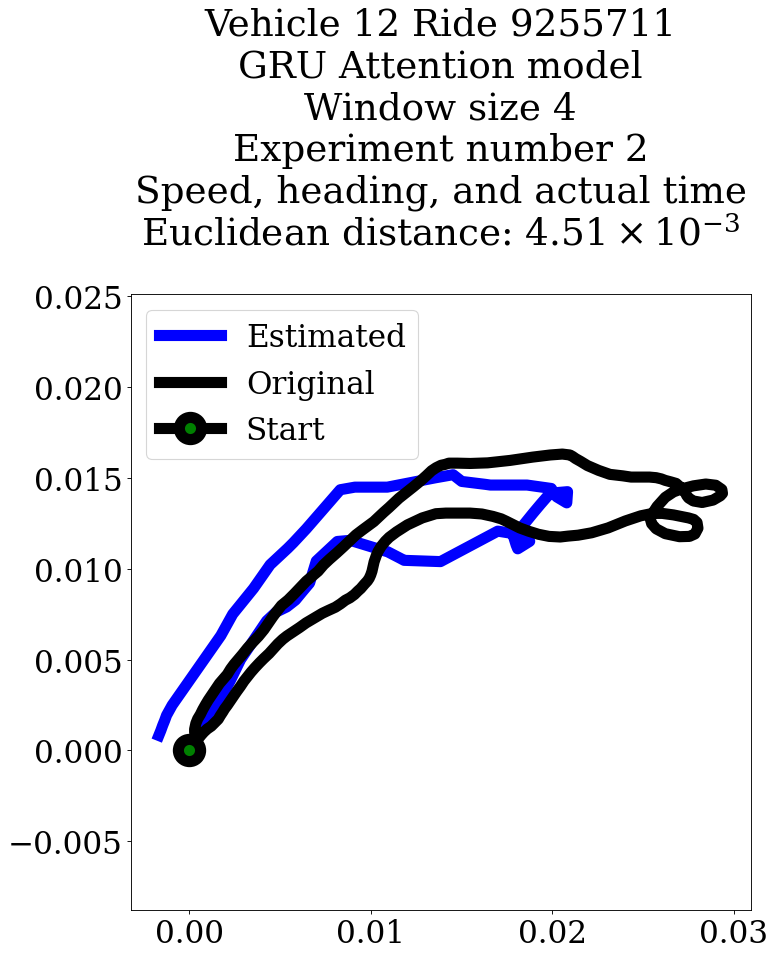 Vehicle 12 Ride 9255711
GRU Attention model
Window size 4
Experiment number 2
Speed, heading, and actual time
Euclidean distance: 4.51 × 10⁻³
0.025
Estimated
0.020
Original
Start
0.015
0.010
0.005
0.000
−0.005
0.00 0.01 0.02 0.03